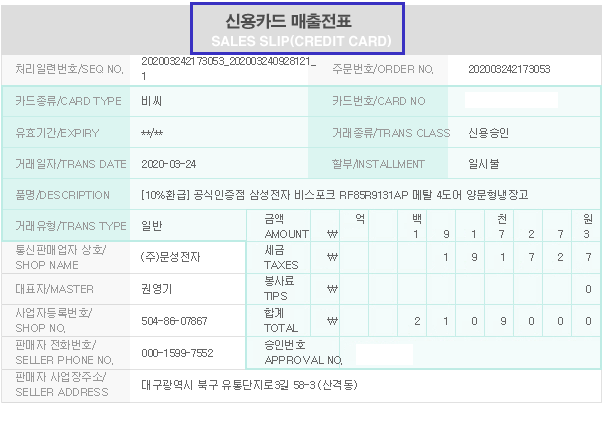 신용카드 매출전표
SALES SLIP(CREDIT CARD)
처리일련번호/SEQ NO. 202003242173053_202003240928121_1 주문번호/ORDER NO. 202003242173053
카드종류/CARD TYPE 비씨 카드번호/CARD NO
유효기간/EXPIRY **/** 거래종류/TRANS CLASS 신용승인
거래일자/TRANS DATE 2020-03-24 할부/INSTALLMENT 일시불
품명/DESCRIPTION [10%환급] 공식인증점 삼성전자 비스포크 RF85R9131AP 메탈 4도어 양문형냉장고
거래유형/TRANS TYPE 일반
금액 억 백 천 원
AMOUNT ₩ 1 9 1 7 2 7 3
통신판매업자 상호/
SHOP NAME (주)문성전자
세금
TAXES ₩ 1 9 1 7 2 7
대표자/MASTER 권영기
봉사료
TIPS ₩ 0
사업자등록번호/
SHOP NO. 504-86-07867
합계
TOTAL ₩ 2 1 0 9 0 0 0
판매자 전화번호/
SELLER PHONE NO. 000-1599-7552
승인번호
APPROVAL NO.
판매자 사업장주소/
SELLER ADDRESS 대구광역시 북구 유통단지로3길 58-3 (산격동)